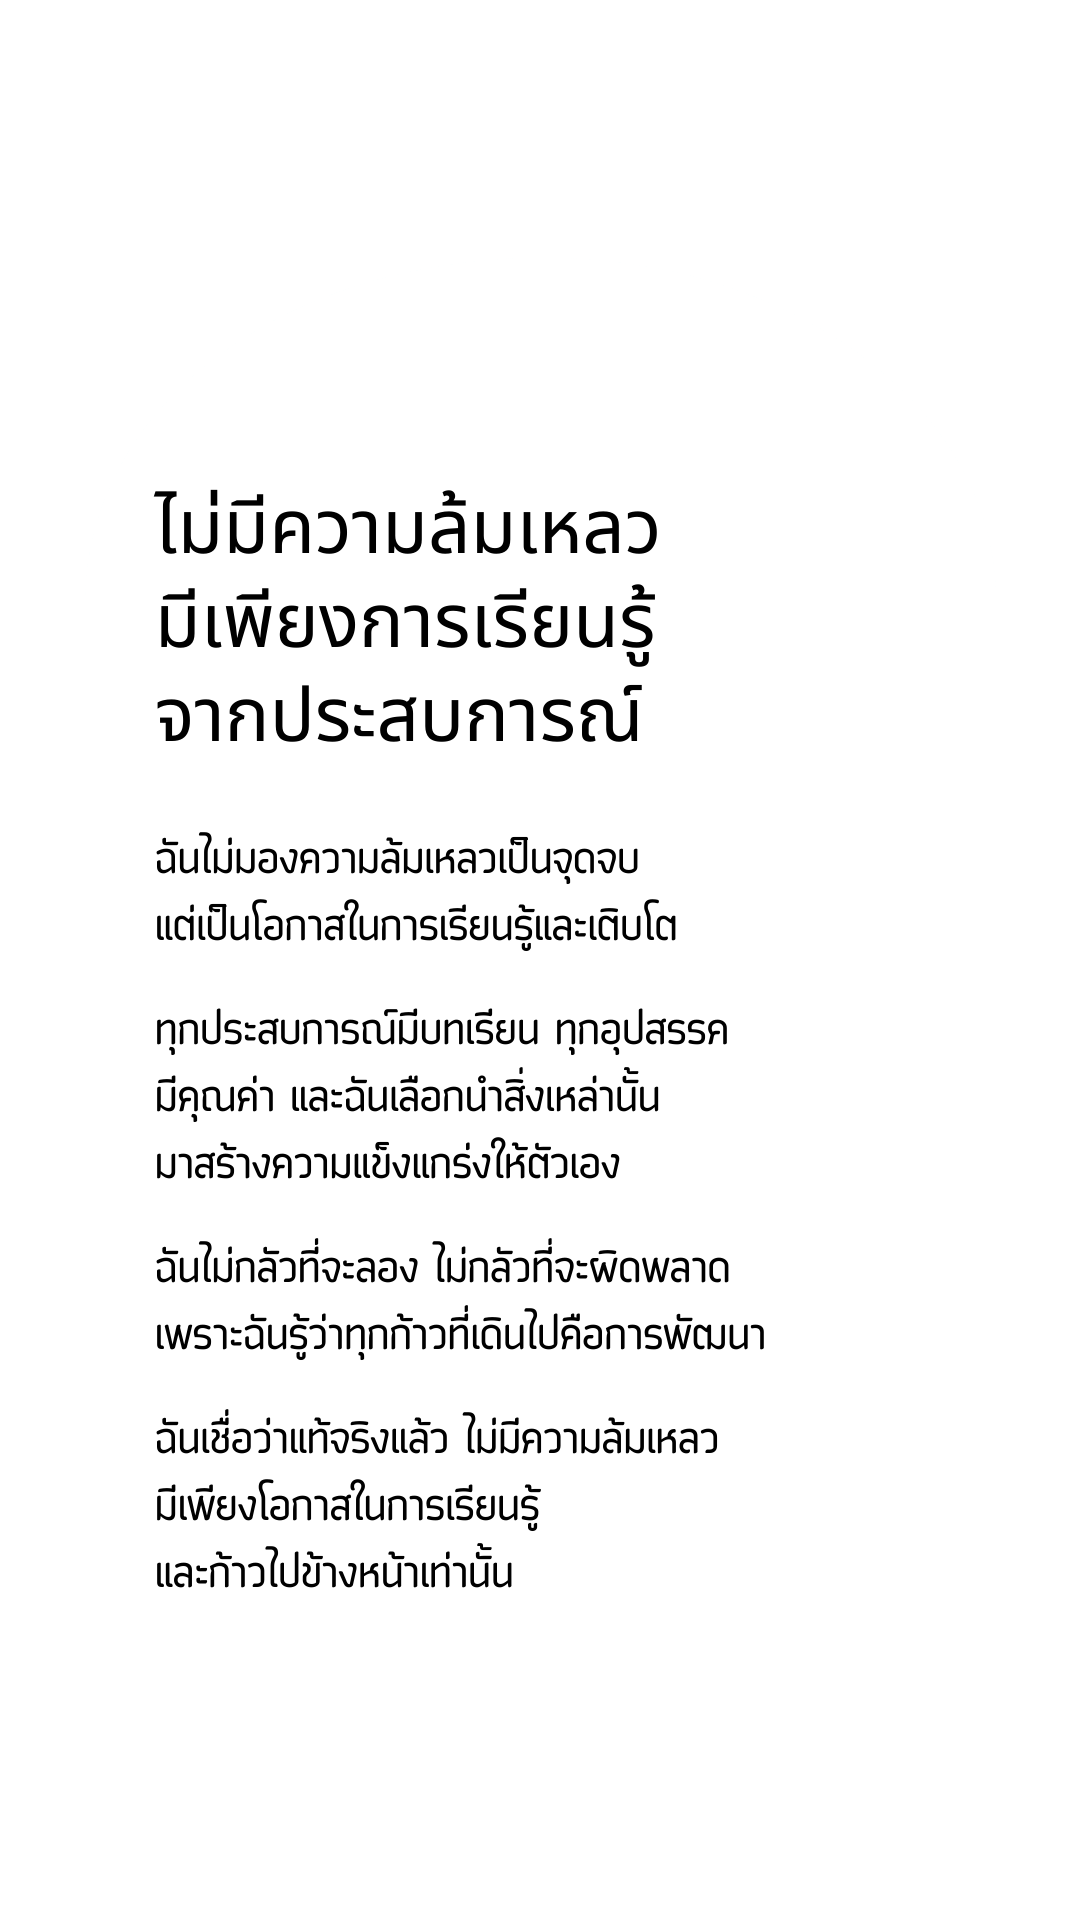 ไม่มีความล้มเหลว
มีเพียงการเรียนรู้
จากประสบการณ์
ฉันไม่มองความล้มเหลวเป็นจุดจบ
แต่เป็นโอกาสในการเรียนรู้และเติบโต
ทุกประสบการณ์มีบทเรียน ทุกอุปสรรค
มีคุณค่า และฉันเลือกนำสิ่งเหล่านั้น
มาสร้างความแข็งแกร่งให้ตัวเอง
ฉันไม่กลัวที่จะลอง ไม่กลัวที่จะผิดพลาด
เพราะฉันรู้ว่าทุกก้าวที่เดินไปคือการพัฒนา
ฉันเชื่อว่าแท้จริงแล้ว ไม่มีความล้มเหลว
มีเพียงโอกาสในการเรียนรู้
และก้าวไปข้างหน้าเท่านั้น